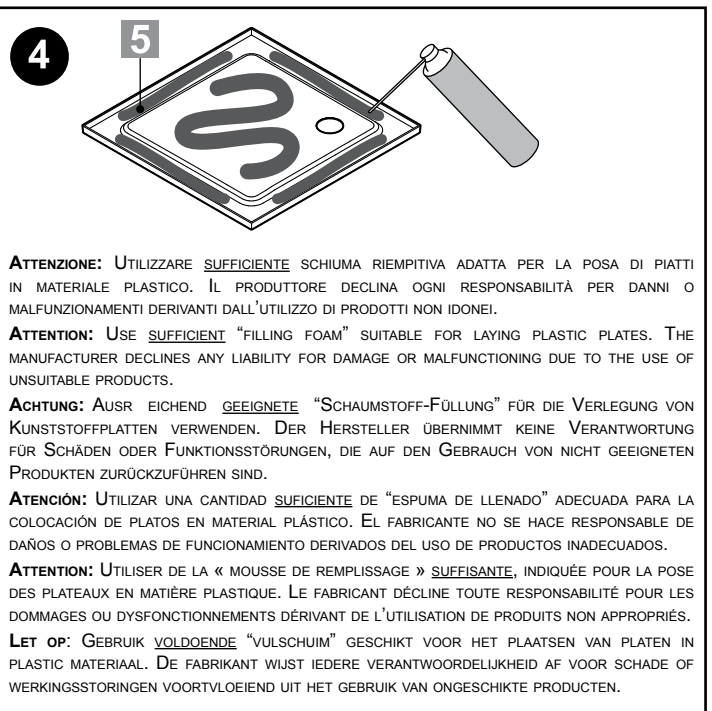 4
5
Attenzione: Utilizzare sufficiente schiuma riempitiva adatta per la posa di piatti
in materiale plastico. Il produttore declina ogni responsabilità per danni o
malfunzionamenti derivanti dall'utilizzo di prodotti non idonei.
Attention: Use sufficient “filling foam” suitable for laying plastic plates. The
manufacturer declines any liability for damage or malfunctioning due to the use of
unsuitable products.
Achtung: Ausr eichend geeignete “Schaumstoff-Füllung” für die Verlegung von
Kunststoffplatten verwenden. Der Hersteller übernimmt keine Verantwortung
für Schäden oder Funktionsstörungen, die auf den Gebrauch von nicht geeigneten
Produkten zurückzuführen sind.
Atención: Utilizar una cantidad suficiente de “espuma de llenado” adecuada para la
colocación de platos en material plástico. El fabricante no se hace responsable de
daños o problemas de funcionamiento derivados del uso de productos inadecuados.
Attention: Utiliser de la « mousse de remplissage » suffisante, indiquée pour la pose
des plateaux en matière plastique. Le fabricant décline toute responsabilité pour les
dommages ou dysfonctionnements dérivant de l'utilisation de produits non appropriés.
Let op: Gebruik voldoende “vulschuim” geschikt voor het plaatsen van platen in
plastic materiaal. De fabrikant wijst iedere verantwoordelijkheid af voor schade of
werkingsstoringen voortvloeiend uit het gebruik van ongeschikte producten.